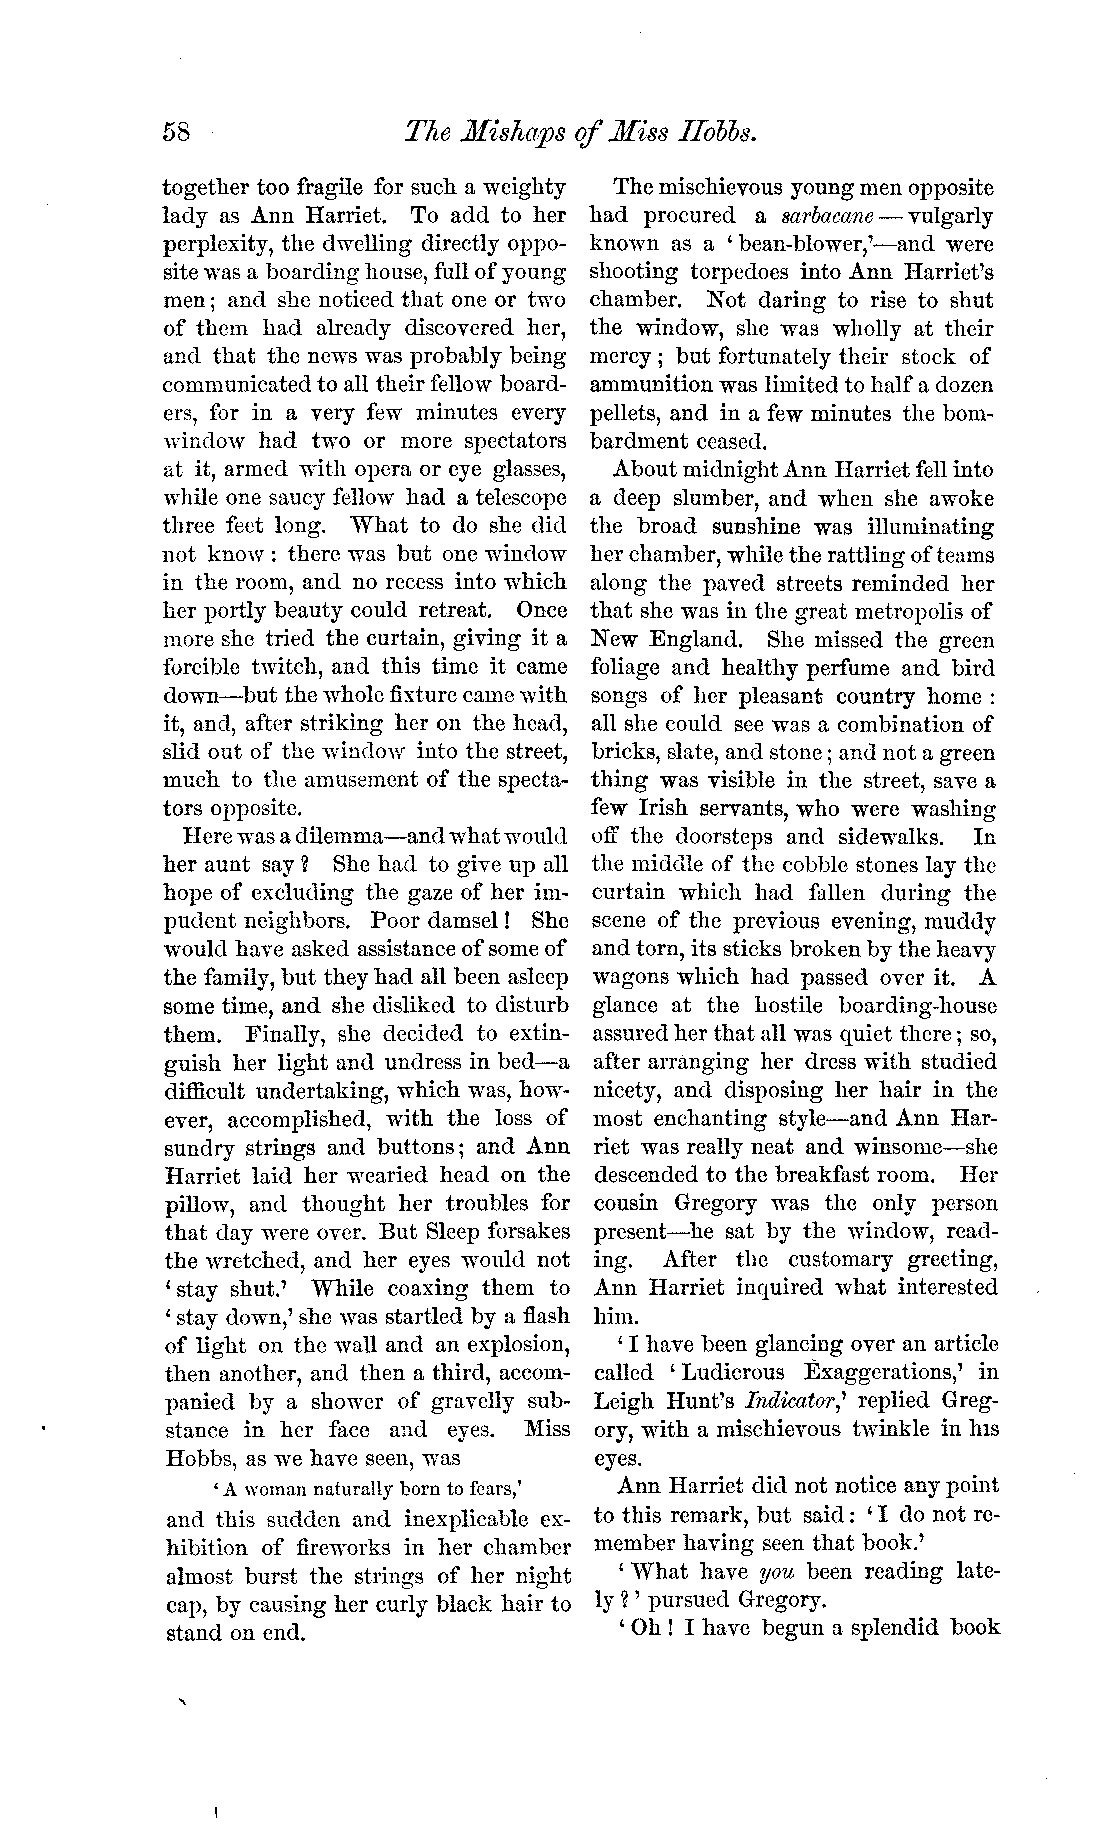 58
The Mishaps of Miss Hobbs.
together too fragile for such a weighty
lady as Ann Harriet. To add to her
perplexity, the dwelling directly oppo-
site was a boarding house, full of young
men; and she noticed that one or two
of them had already discovered her,
and that the news was probably being
communicated to all their fellow board-
ers, for in a very few minutes every
window had two or more spectators
at it, armed with opera or eye glasses,
while one saucy fellow had a telescope
three feet long. What to do she did
not know: there was but one window
in the room, and no recess into which
her portly beauty could retreat. Once
more she tried the curtain, giving it a
forcible twitch, and this time it came
down—but the whole fixture came with
it, and, after striking her on the head,
slid out of the window into the street,
much to the amusement of the specta-
tors opposite.
Here was a dilemma—and what would
her aunt say? She had to give up all
hope of excluding the gaze of her im-
pudent neighbors. Poor damsel! She
would have asked assistance of some of
the family, but they had all been asleep
some time, and she disliked to disturb
them. Finally, she decided to extin-
guish her light and undress in bed—a
difficult undertaking, which was, how-
ever, accomplished, with the loss of
sundry strings and buttons; and Ann
Harriet laid her wearied head on the
pillow, and thought her troubles for
that day were over. But Sleep forsakes
the wretched, and her eyes would not
'stay shut.' While coaxing them to
'stay down,' she was startled by a flash
of light on the wall and an explosion,
then another, and then a third, accom-
panied by a shower of gravelly sub-
stance in her face and eyes. Miss
Hobbs, as we have seen, was
'A woman naturally born to fears,'
and this sudden and inexplicable ex-
hibition of fireworks in her chamber
almost burst the strings of her night
cap, by causing her curly black hair to
stand on end.
The mischievous young men opposite
had procured a sarbacane—vulgarly
known as a 'bean-blower,'—and were
shooting torpedoes into Ann Harriet's
chamber. Not daring to rise to shut
the window, she was wholly at their
mercy; but fortunately their stock of
ammunition was limited to half a dozen
pellets, and in a few minutes the bom-
bardment ceased.
About midnight Ann Harriet fell into
a deep slumber, and when she awoke
the broad sunshine was illuminating
her chamber, while the rattling of teams
along the paved streets reminded her
that she was in the great metropolis of
New England. She missed the green
foliage and healthy perfume and bird
songs of her pleasant country home:
all she could see was a combination of
bricks, slate, and stone; and not a green
thing was visible in the street, save a
few Irish servants, who were washing
off the doorsteps and sidewalks. In
the middle of the cobble stones lay the
curtain which had fallen during the
scene of the previous evening, muddy
and torn, its sticks broken by the heavy
wagons which had passed over it. A
glance at the hostile boarding-house
assured her that all was quiet there; so,
after arranging her dress with studied
nicety, and disposing her hair in the
most enchanting style—and Ann Har-
riet was really neat and winsome—she
descended to the breakfast room. Her
cousin Gregory was the only person
present—he sat by the window, read-
ing. After the customary greeting,
Ann Harriet inquired what interested
him.
'I have been glancing over an article
called 'Ludicrous Exaggerations,' in
Leigh Hunt's Indicator,' replied Greg-
ory, with a mischievous twinkle in his
eyes.
Ann Harriet did not notice any point
to this remark, but said: 'I do not re-
member having seen that book.'
'What have you been reading late-
ly?' pursued Gregory.
'Oh! I have begun a splendid book